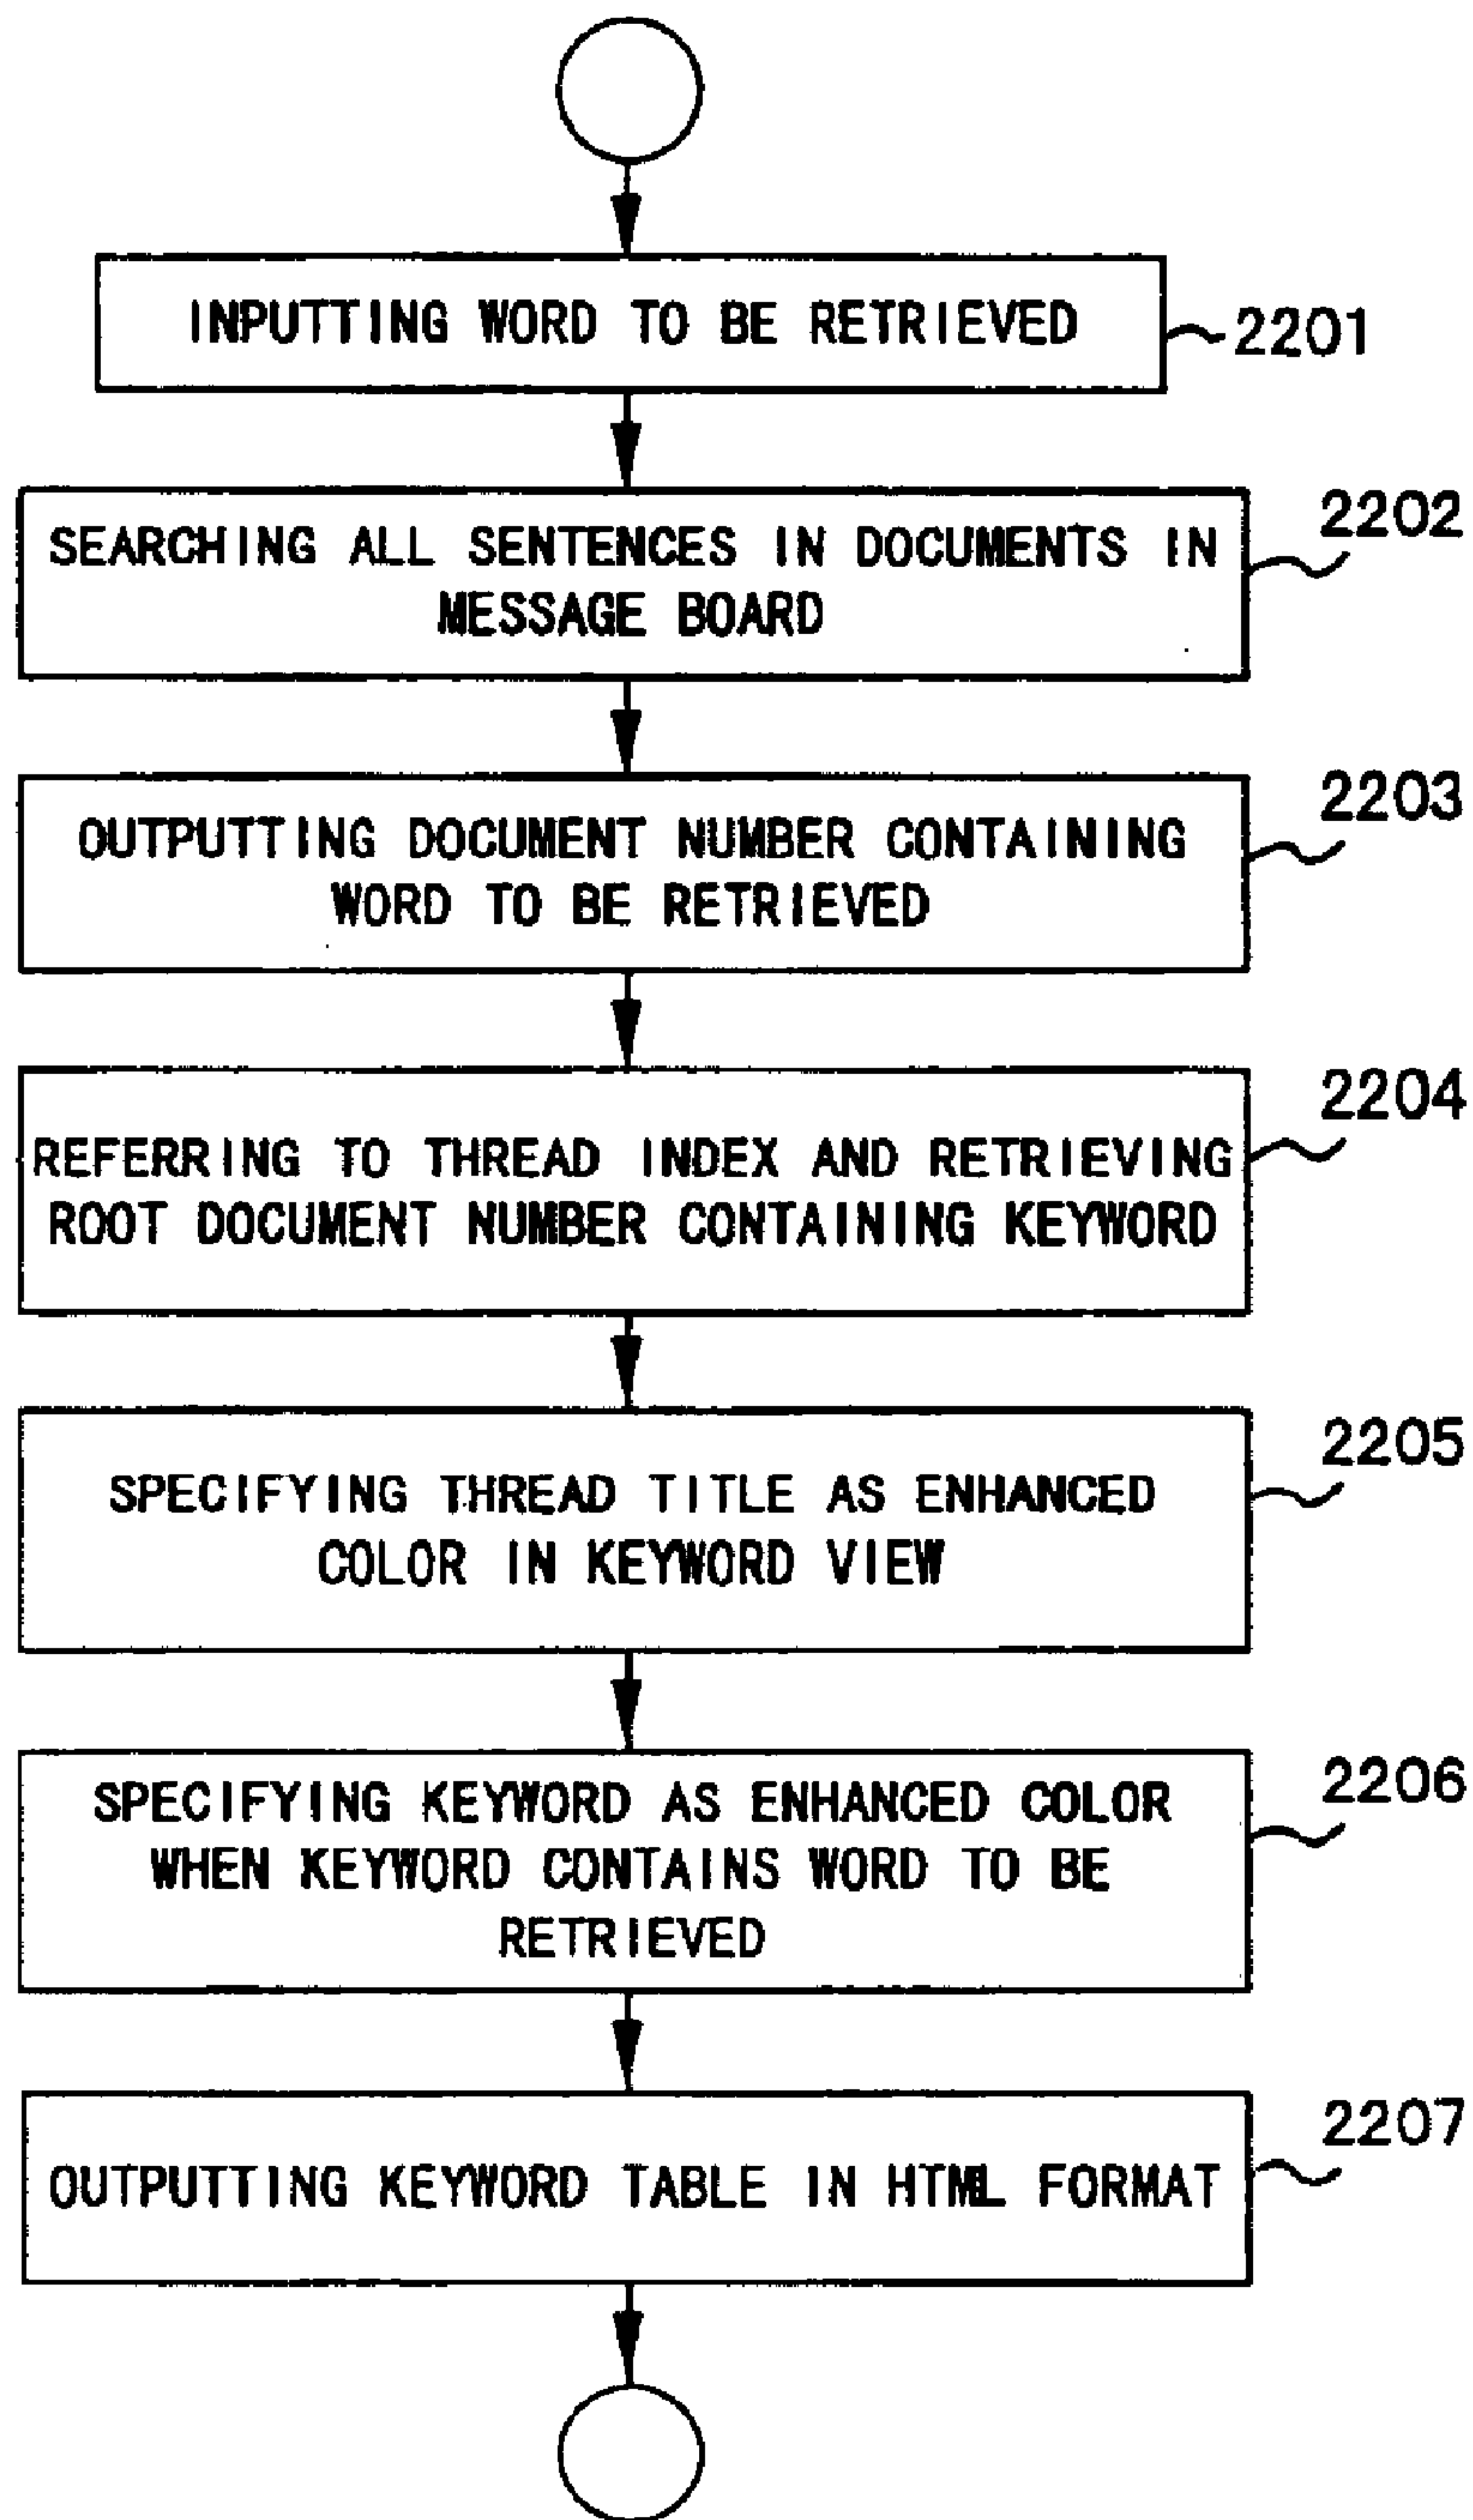 INPUTTING WORD TO BE RETRIEVED
2201
SEARCHING ALL SENTENCES IN DOCUMENTS IN
MESSAGE BOARD
2202
OUTPUTTING DOCUMENT NUMBER CONTAINING
WORD TO BE RETRIEVED
2203
REFERRING TO THREAD INDEX AND RETRIEVING
ROOT DOCUMENT NUMBER CONTAINING KEYWORD
2204
SPECIFYING THREAD TITLE AS ENHANCED
COLOR IN KEYWORD VIEW
2205
SPECIFYING KEYWORD AS ENHANCED COLOR
WHEN KEYWORD CONTAINS WORD TO BE
RETRIEVED
2206
OUTPUTTING KEYWORD TABLE IN HTML FORMAT
2207